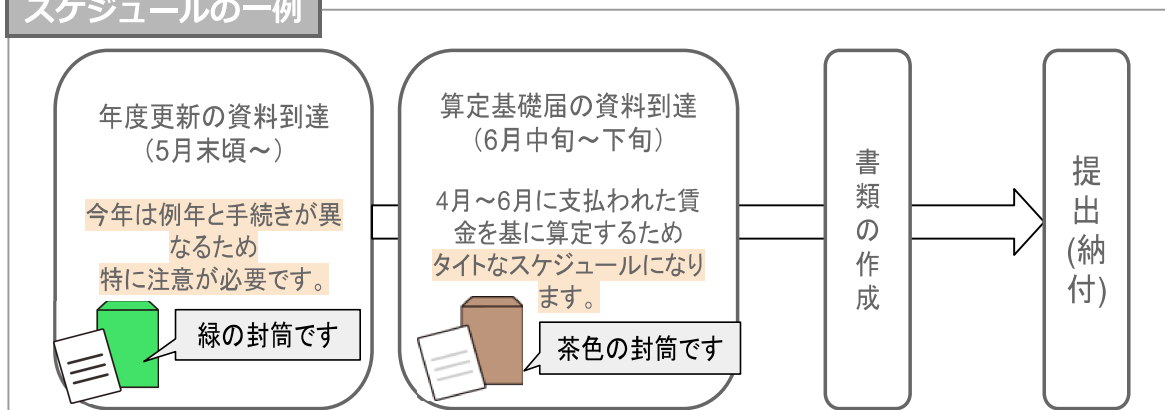 スケジュールの一例
年度更新の資料到達
（5月末頃～）
今年は例年と手続きが異
なるため
特に注意が必要です。
緑の封筒です
算定基礎届の資料到達
（6月中旬～下旬）
4月～6月に支払われた賃
金を基に算定するため
タイトなスケジュールになり
ます。
茶色の封筒です
書類の作成
提出(納付)